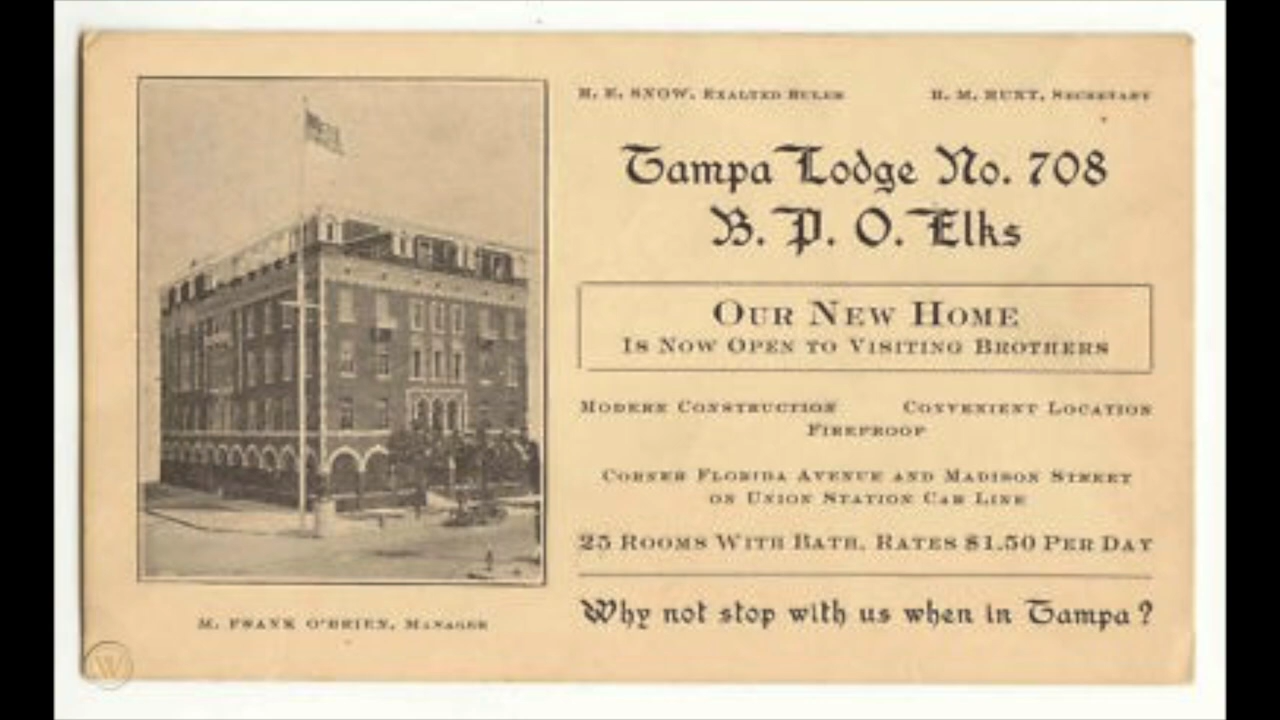 H. E. SNOW, EXALTED RULER
H. M. HUNT, SECRETARY
Tampa Lodge No. 708
B. P. O. Elks
OUR NEW HOME
IS NOW OPEN TO VISITING BROTHERS
MODERN CONSTRUCTION CONVENIENT LOCATION
FIREPROOF
CORNER FLORIDA AVENUE AND MADISON STREET
ON UNION STATION CAR LINE
25 ROOMS WITH BATH. RATES $1.50 PER DAY
Why not stop with us when in Tampa?
M. FRANK O'BRIEN, MANAGER
W